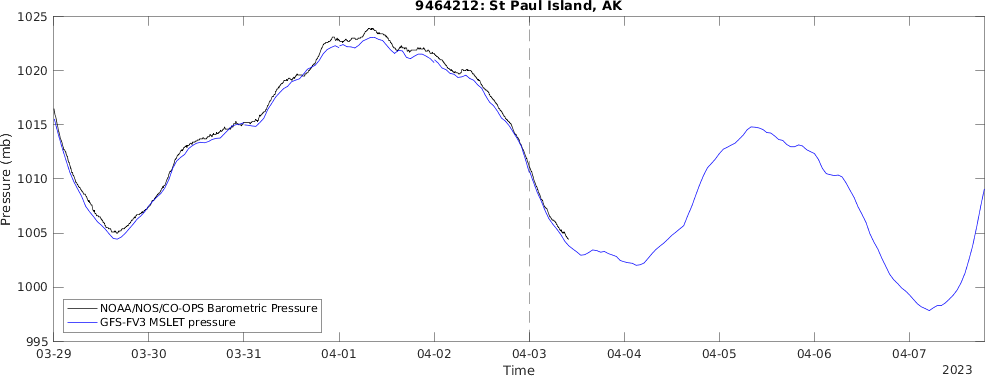 9464212: St Paul Island, AK
1025
1020
1015
1010
1005
1000
995
Pressure (mb)
NOAA/NOS/CO-OPS Barometric Pressure
GFS-FV3 MSLET pressure
03-29 03-30 03-31 04-01 04-02 04-03 04-04 04-05 04-06 04-07
Time
2023